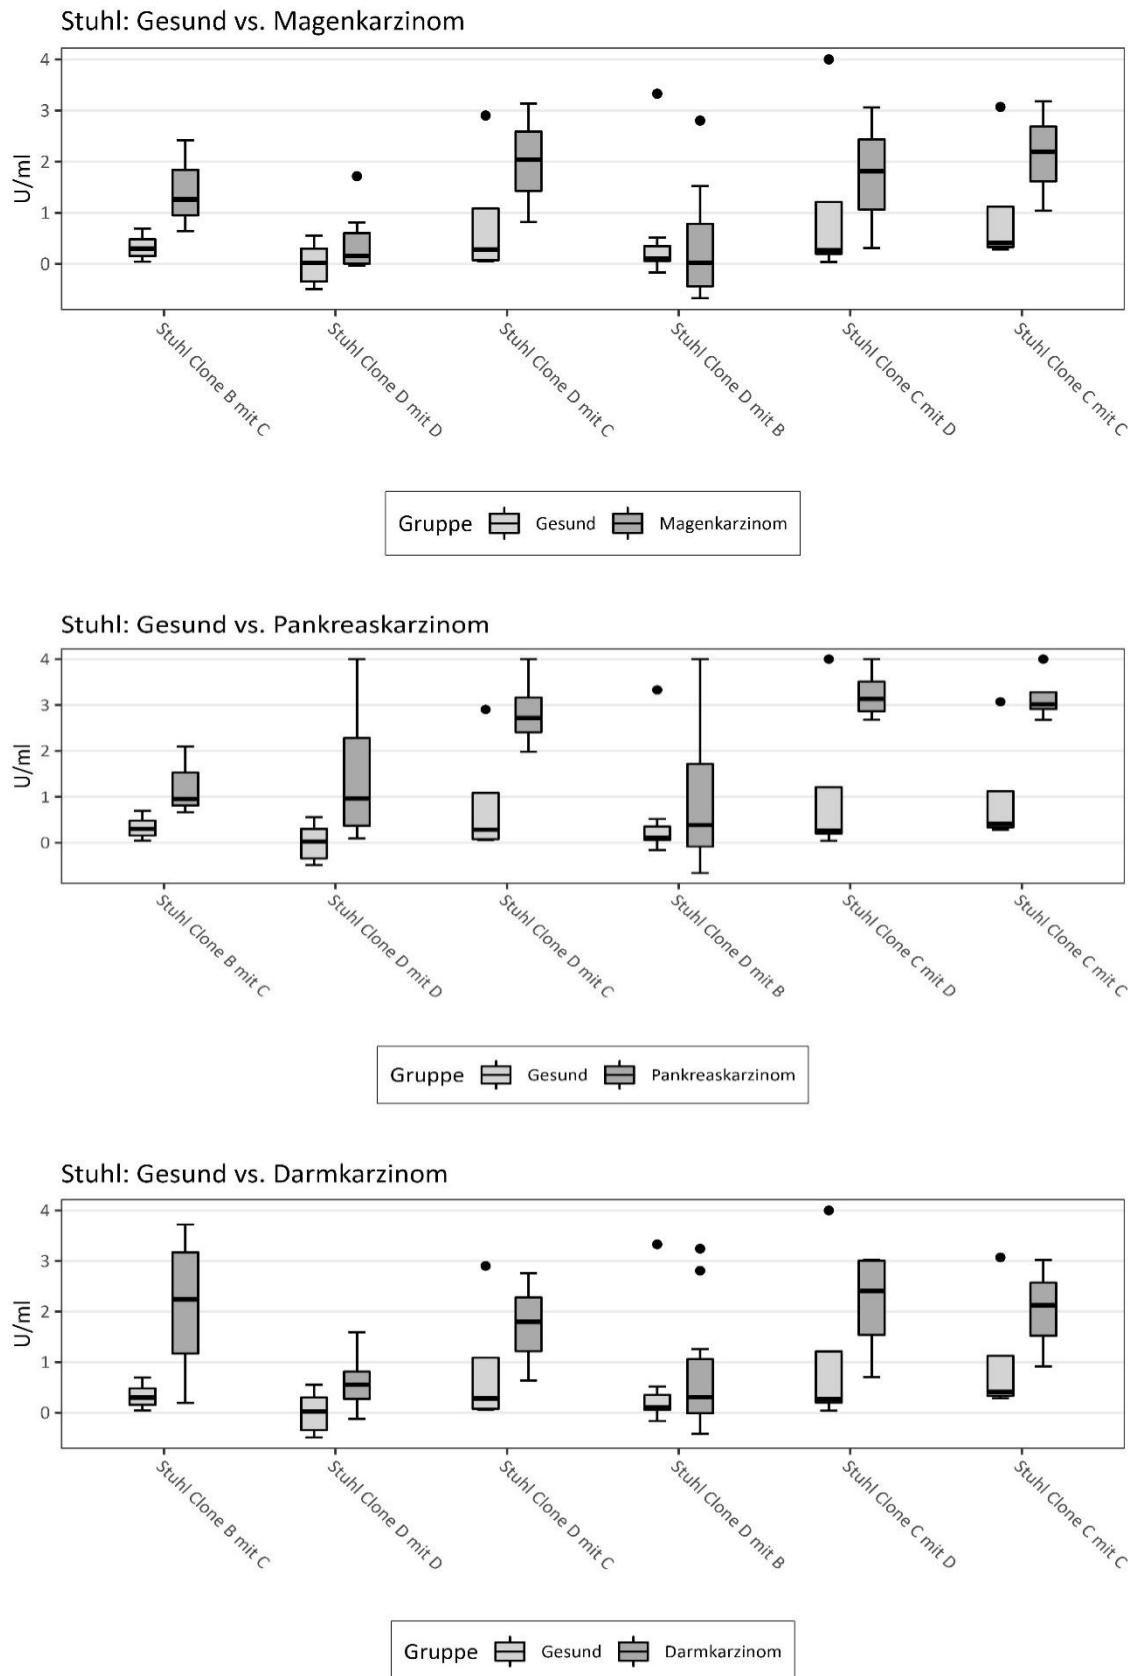 Stuhl: Gesund vs. Magenkarzinom
4
3
2
1
0
U/ml
Stuhl Clone B mit C
Stuhl Clone D mit D
Stuhl Clone D mit C
Stuhl Clone D mit B
Stuhl Clone C mit D
Stuhl Clone C mit C
Gruppe Gesund Magenkarzinom
Stuhl: Gesund vs. Pankreaskarzinom
4
3
2
1
0
U/ml
Stuhl Clone B mit C
Stuhl Clone D mit D
Stuhl Clone D mit C
Stuhl Clone D mit B
Stuhl Clone C mit D
Stuhl Clone C mit C
Gruppe Gesund Pankreaskarzinom
Stuhl: Gesund vs. Darmkarzinom
4
3
2
1
0
U/ml
Stuhl Clone B mit C
Stuhl Clone D mit D
Stuhl Clone D mit C
Stuhl Clone D mit B
Stuhl Clone C mit D
Stuhl Clone C mit C
Gruppe Gesund Darmkarzinom